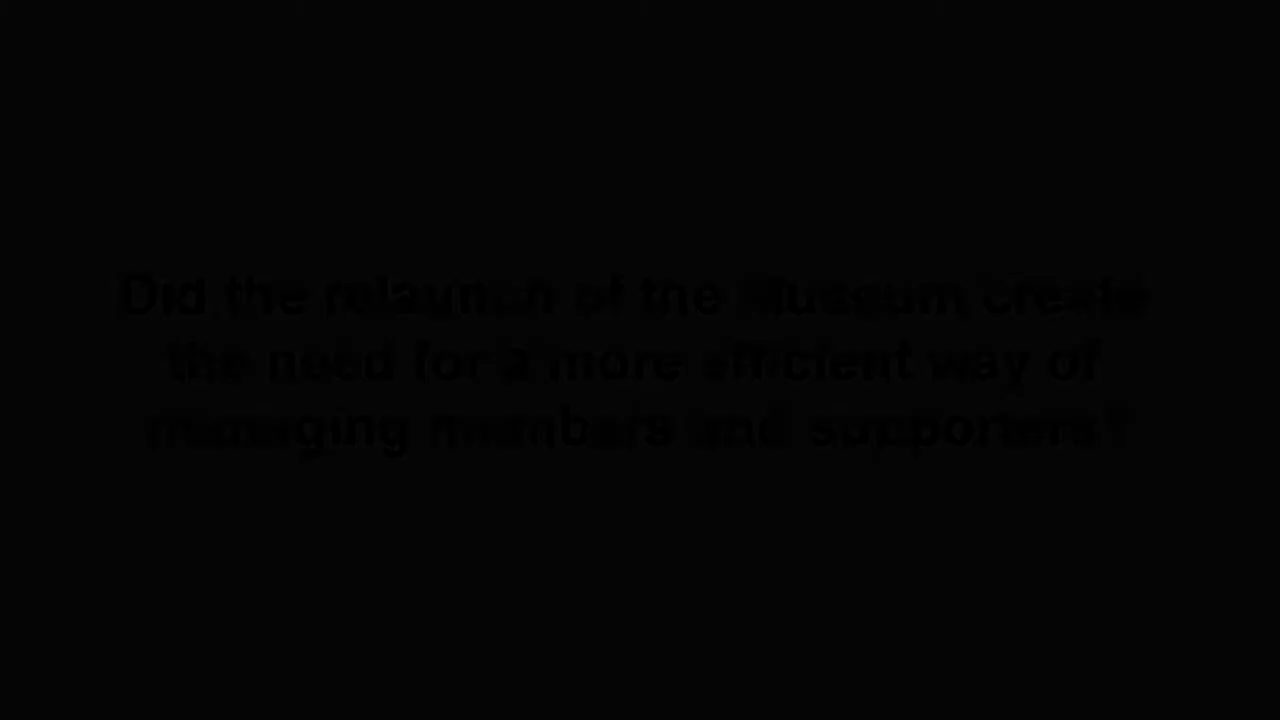 Did the relaunch of the Museum create
the need for a more efficient way of
managing members and supporters?